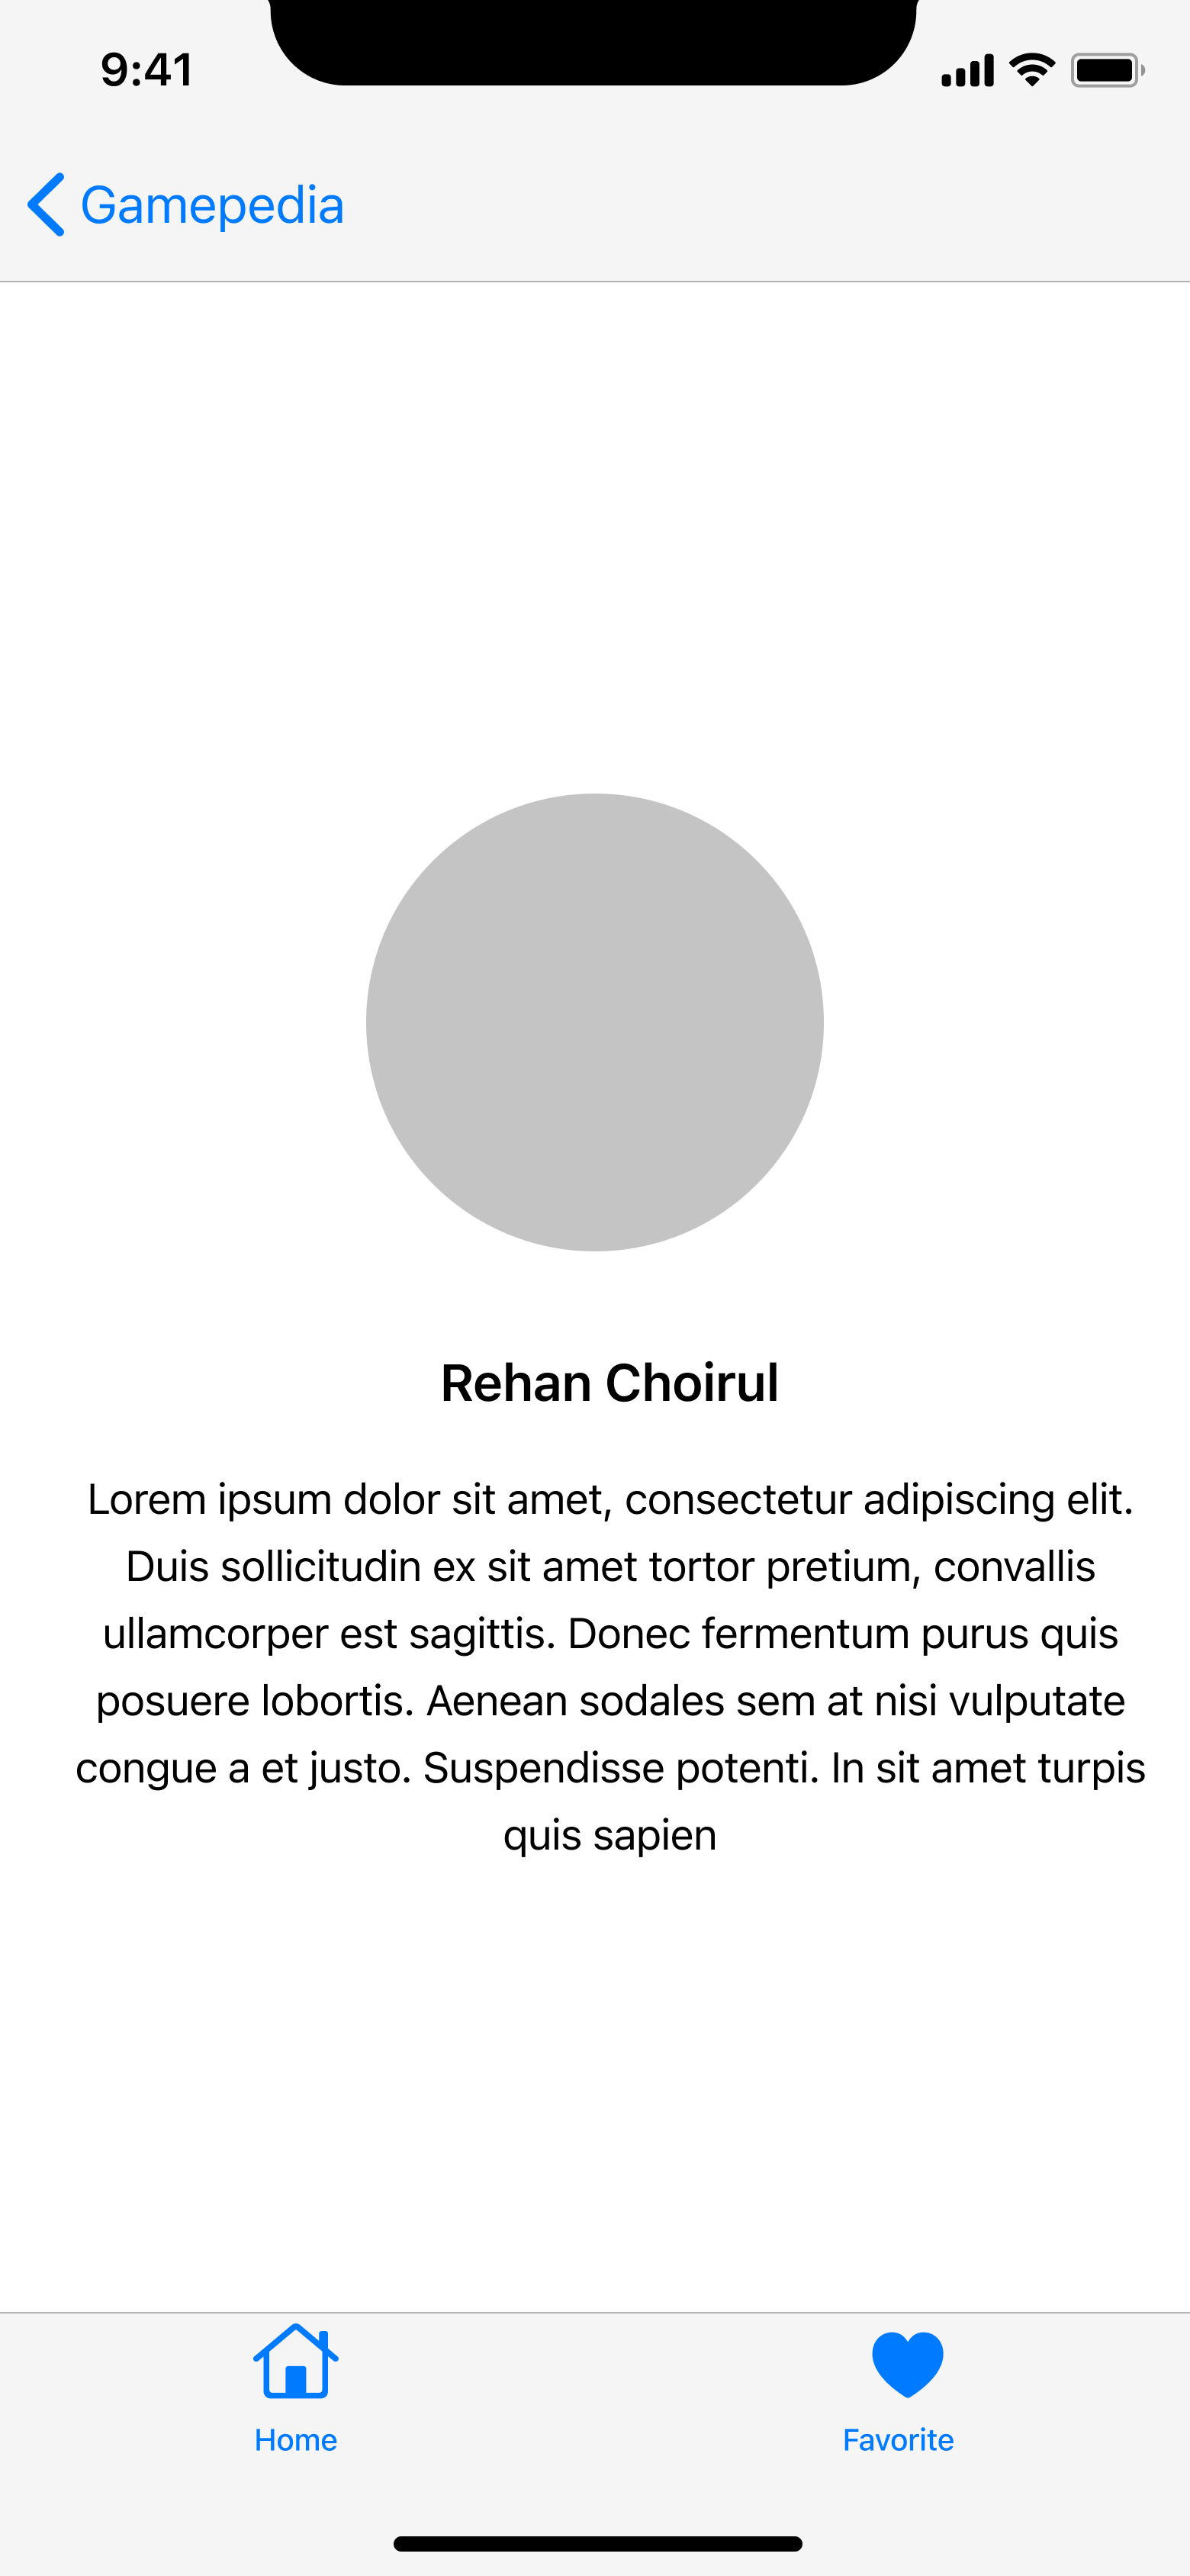 9:41
Gamepedia
Rehan Choirul
Lorem ipsum dolor sit amet, consectetur adipiscing elit.
Duis sollicitudin ex sit amet tortor pretium, convallis
ullamcorper est sagittis. Donec fermentum purus quis
posuere lobortis. Aenean sodales sem at nisi vulputate
congue a et justo. Suspendisse potenti. In sit amet turpis
quis sapien
Home
Favorite